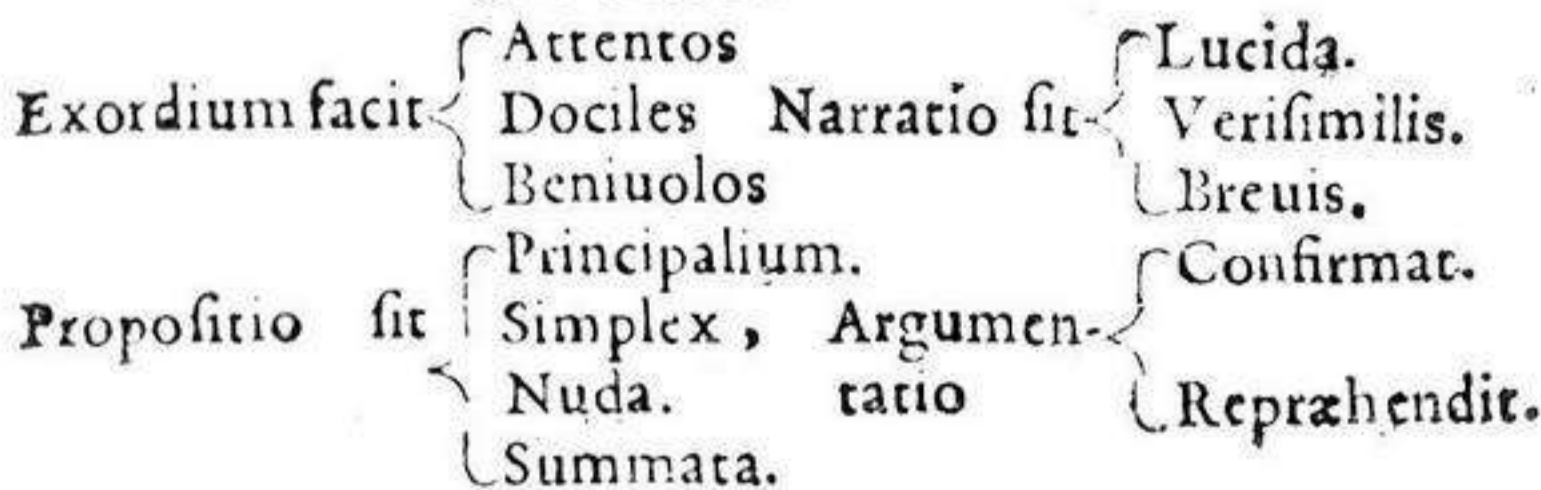 Attentos Lucida.
Exordium facit Dociles Narratio ſit Veriſimilis.
Beniuolos Breuis.
Principalium. Confirmat.
Propoſitio ſit Simplex, Argumen-
Nuda. tatio Repræhendit.
Summata.